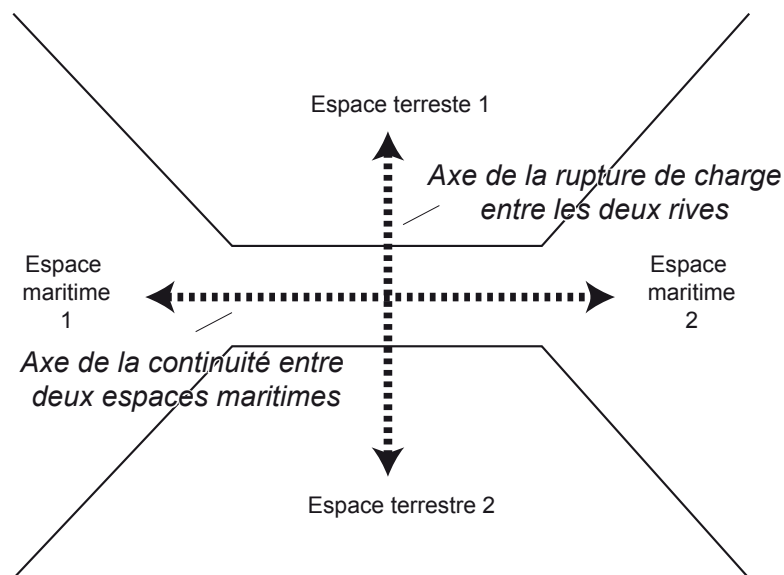 Espace terreste 1
Axe de la rupture de charge
entre les deux rives
Espace
maritime
1
Espace
maritime
2
Axe de la continuité entre
deux espaces maritimes
Espace terrestre 2